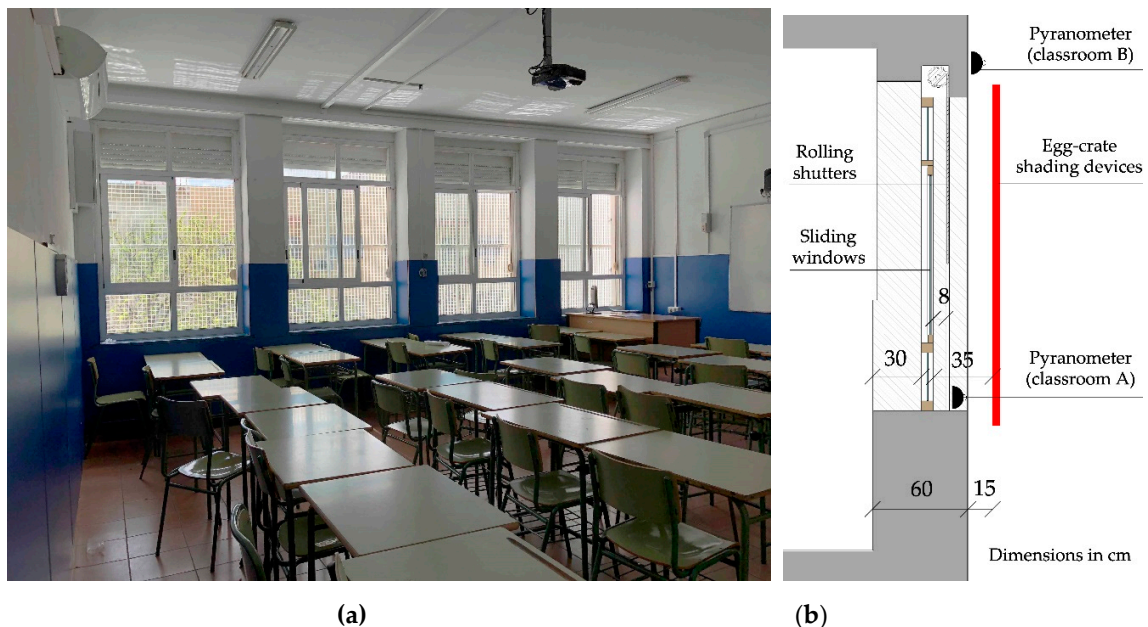 Pyranometer
(classroom B)
Rolling
shutters
Egg-crate
shading devices
Sliding
windows
8
30
35
Pyranometer
(classroom A)
60
15
Dimensions in cm
(a)
(b)